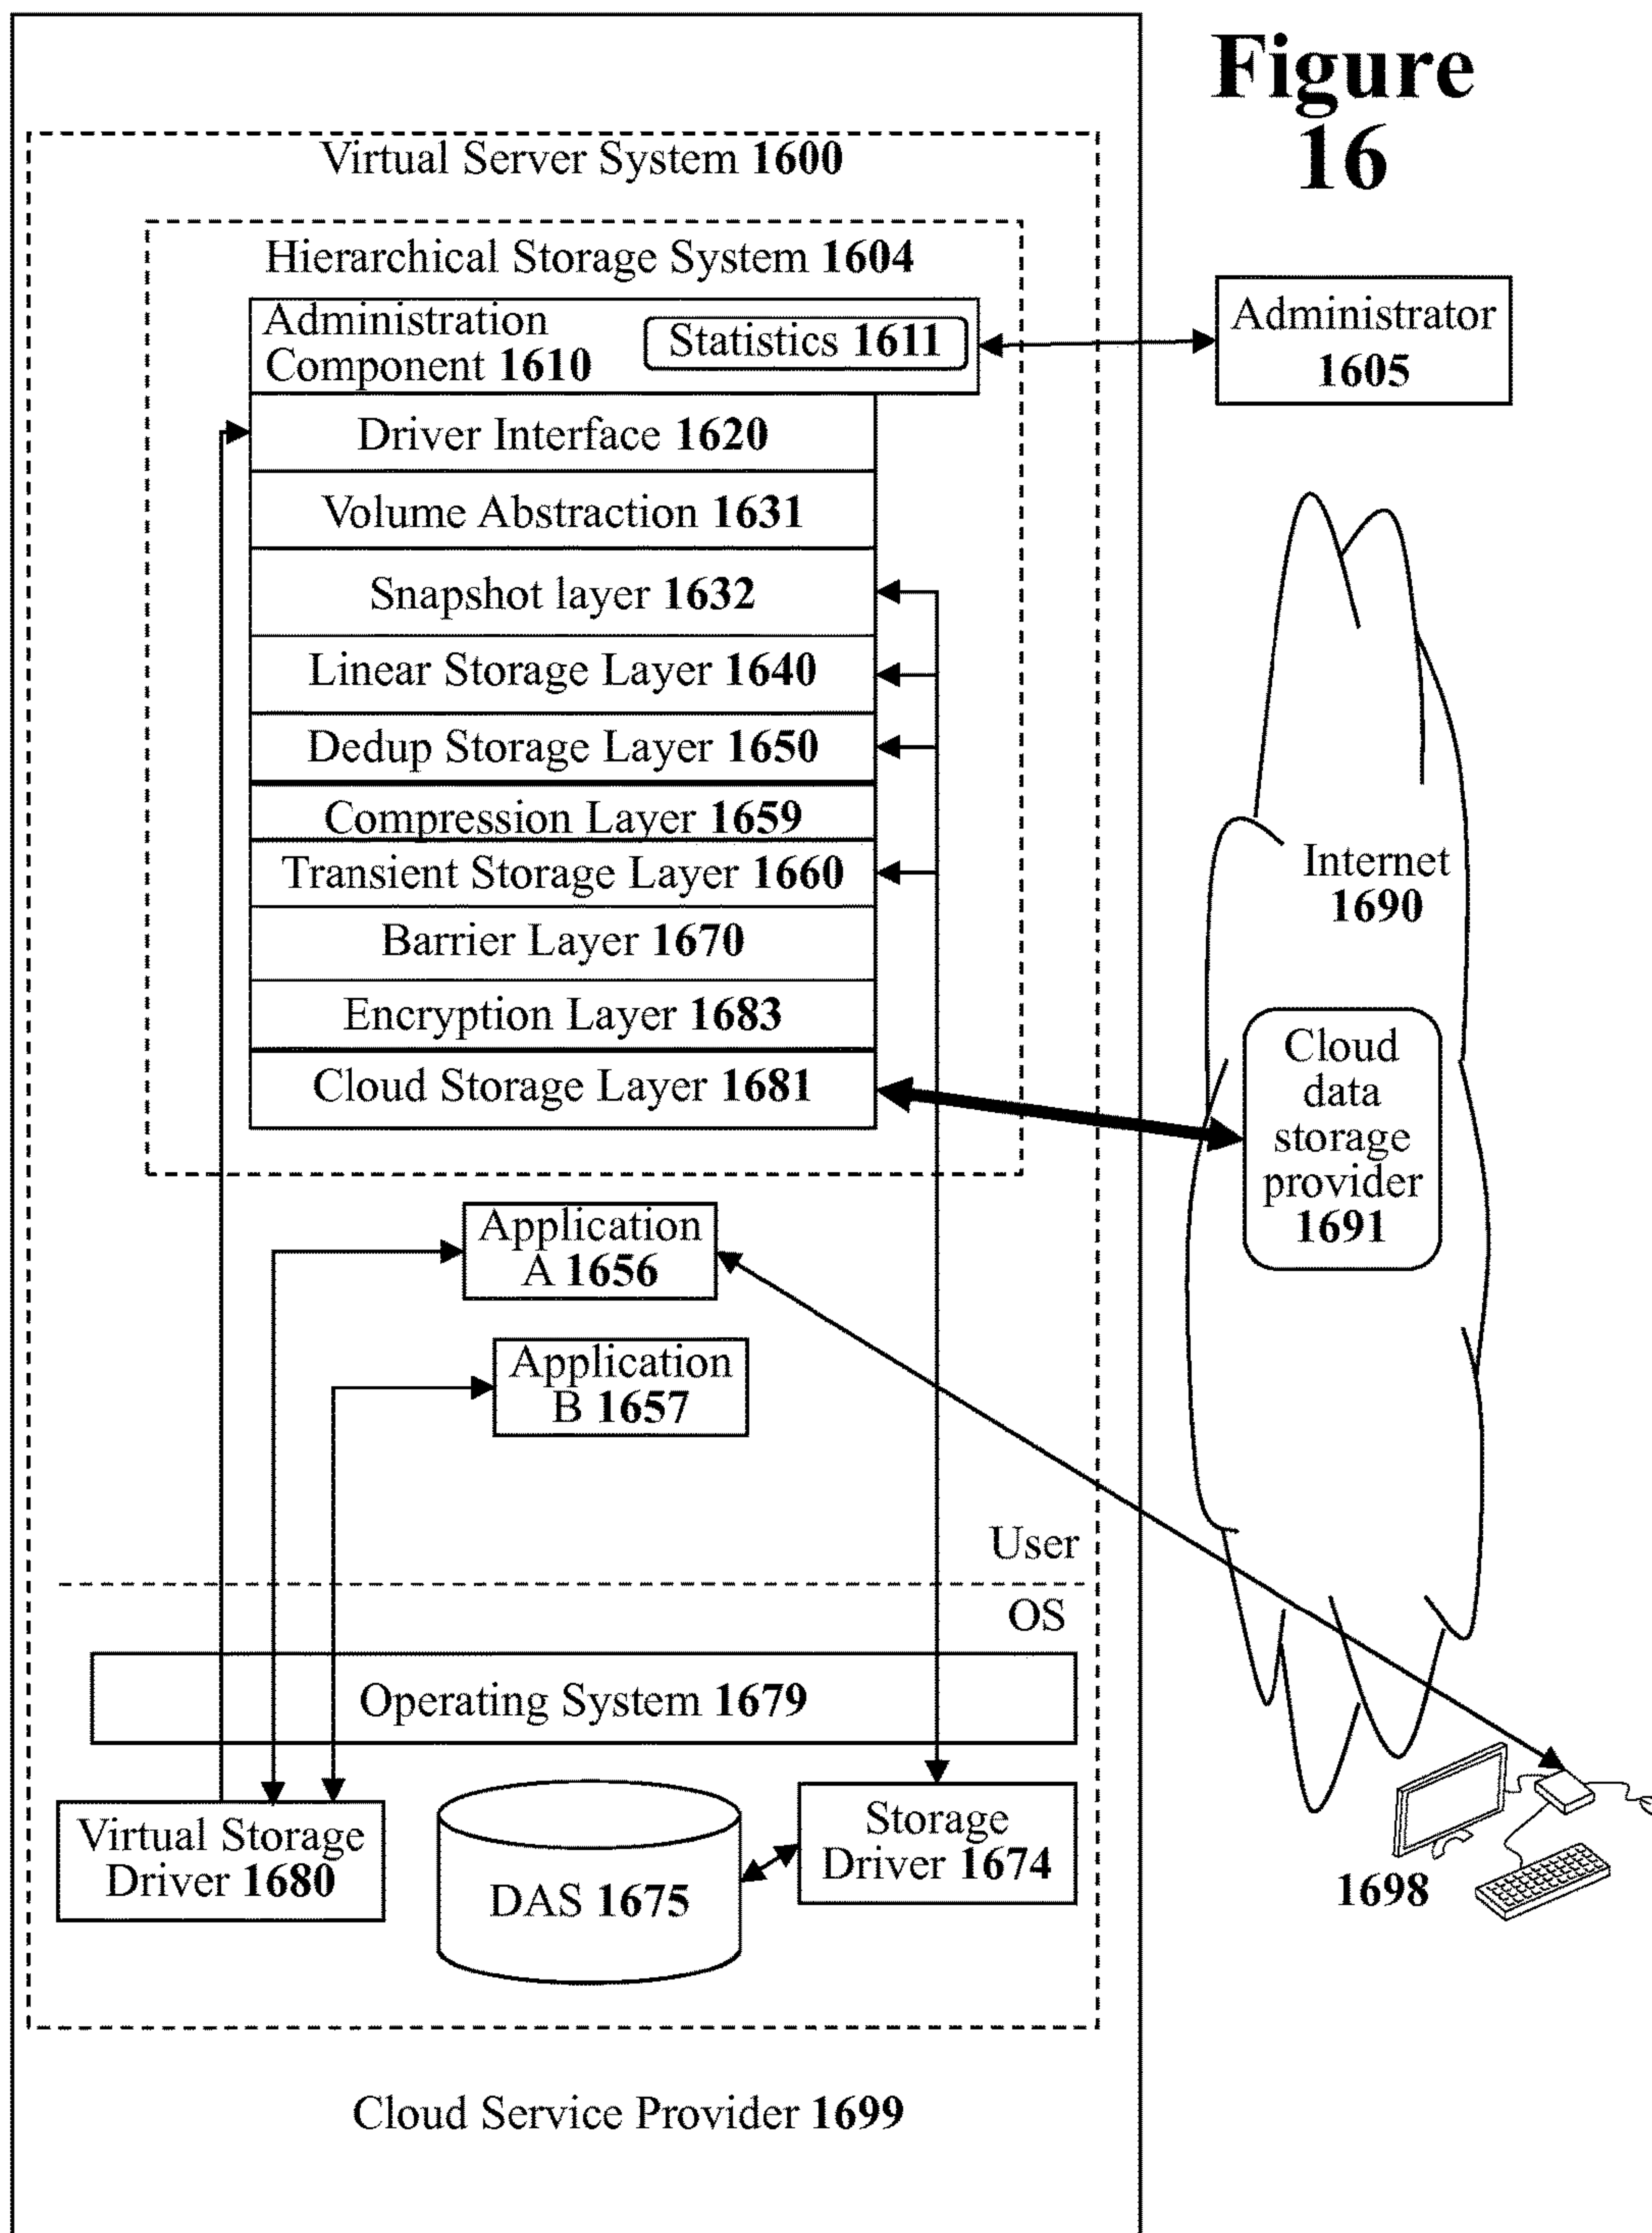 Figure
16
Virtual Server System 1600
Hierarchical Storage System 1604
Administration
Component 1610
Statistics 1611
Administrator
1605
Driver Interface 1620
Volume Abstraction 1631
Snapshot layer 1632
Linear Storage Layer 1640
Dedup Storage Layer 1650
Compression Layer 1659
Transient Storage Layer 1660
Barrier Layer 1670
Encryption Layer 1683
Cloud Storage Layer 1681
Internet
1690
Cloud
data
storage
provider
1691
Application
A 1656
Application
B 1657
User
OS
Operating System 1679
Virtual Storage
Driver 1680
DAS 1675
Storage
Driver 1674
1698
Cloud Service Provider 1699